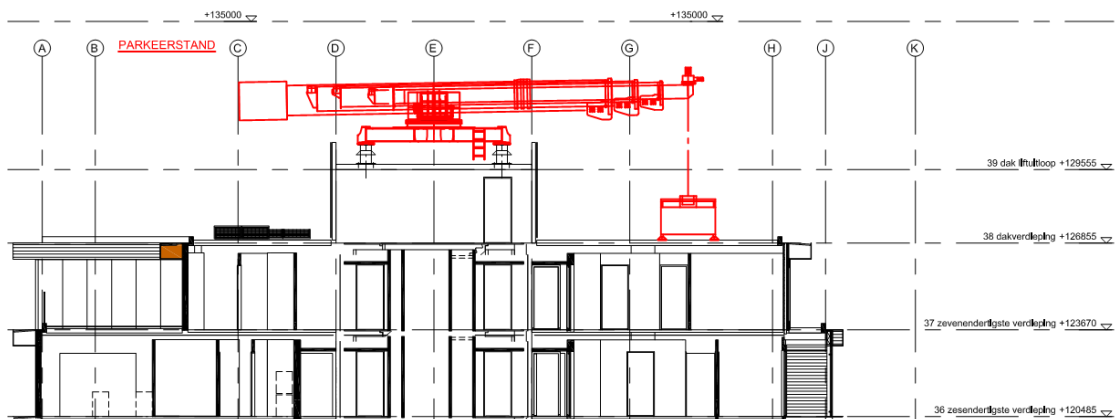 +135000 +135000
A B PARKEERSTAND C D E F G H J K
39 dak liftuitloop +129555
38 dakverdieping +126855
37 zevenendertigste verdieping +123670
36 zesendertigste verdieping +120485